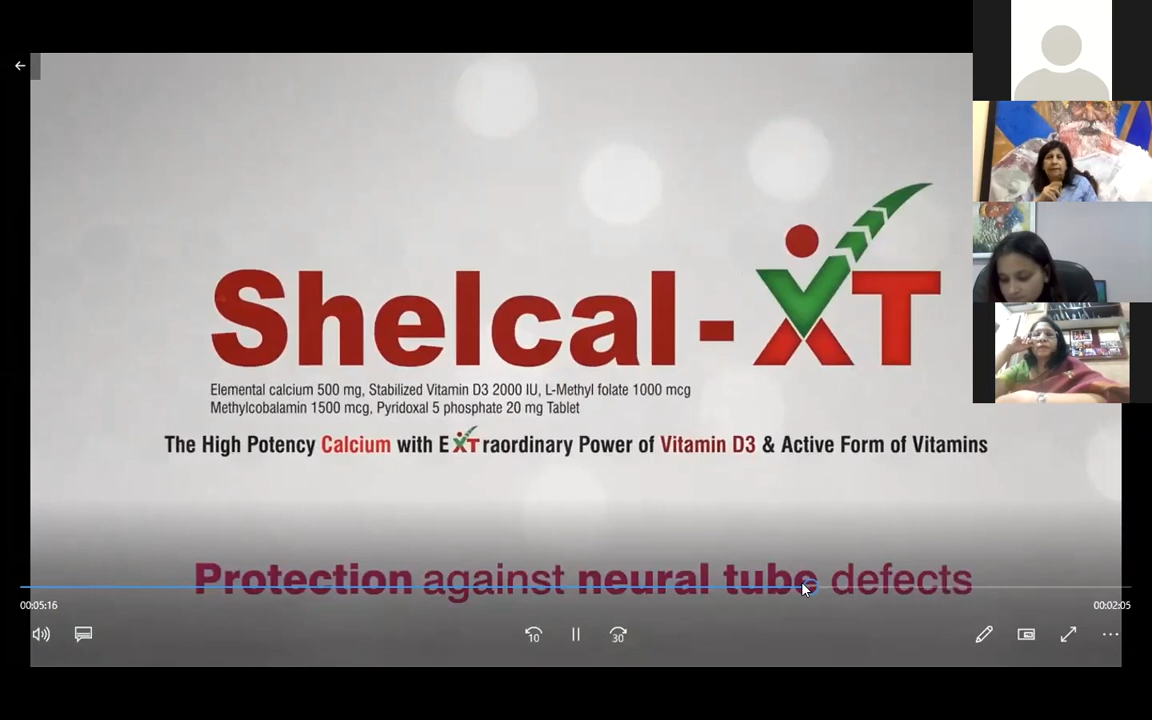 Shelcal-XT
Elemental calcium 500 mg, Stabilized Vitamin D3 2000 IU, L-Methyl folate 1000 mcg
Methylcobalamin 1500 mcg, Pyridoxal 5 phosphate 20 mg Tablet
The High Potency Calcium with EXTraordinary Power of Vitamin D3 & Active Form of Vitamins
Protection against neural tube defects
00:05:16
00:02:05
10
30